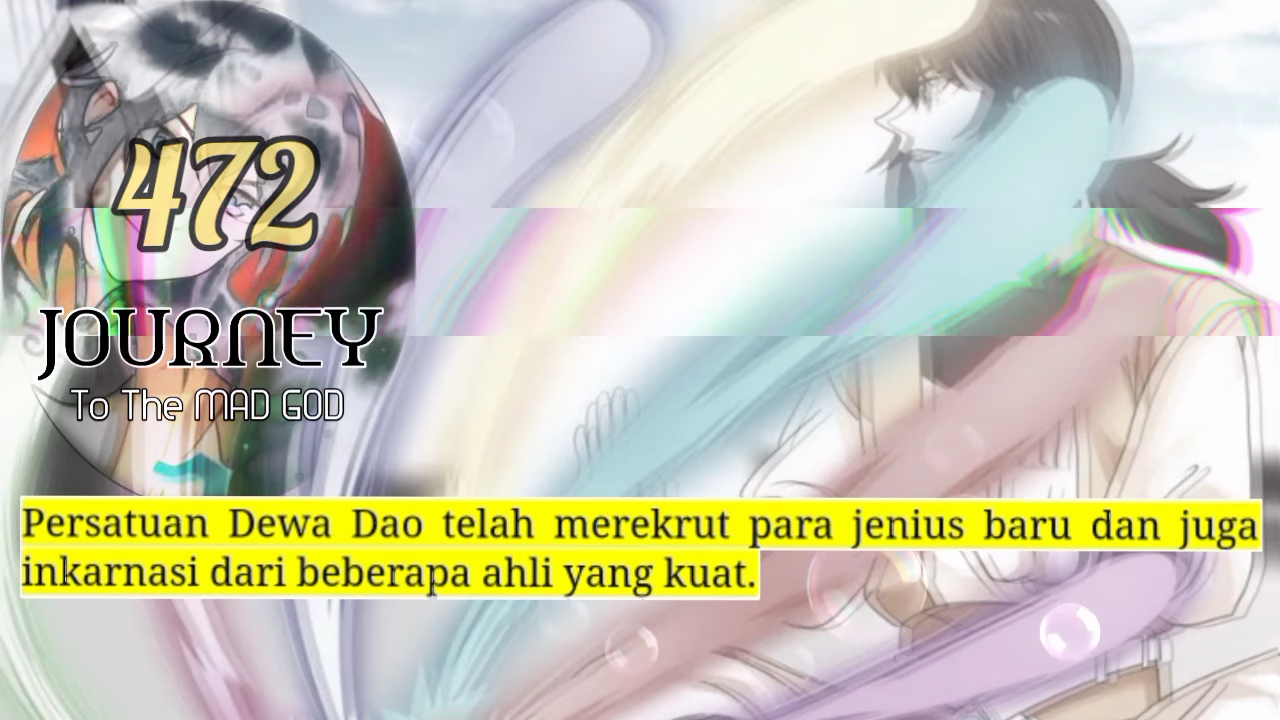 472
JOURNEY
To The MAD GOD
Persatuan Dewa Dao telah merekrut para jenius baru dan juga
inkarnasi dari beberapa ahli yang kuat.